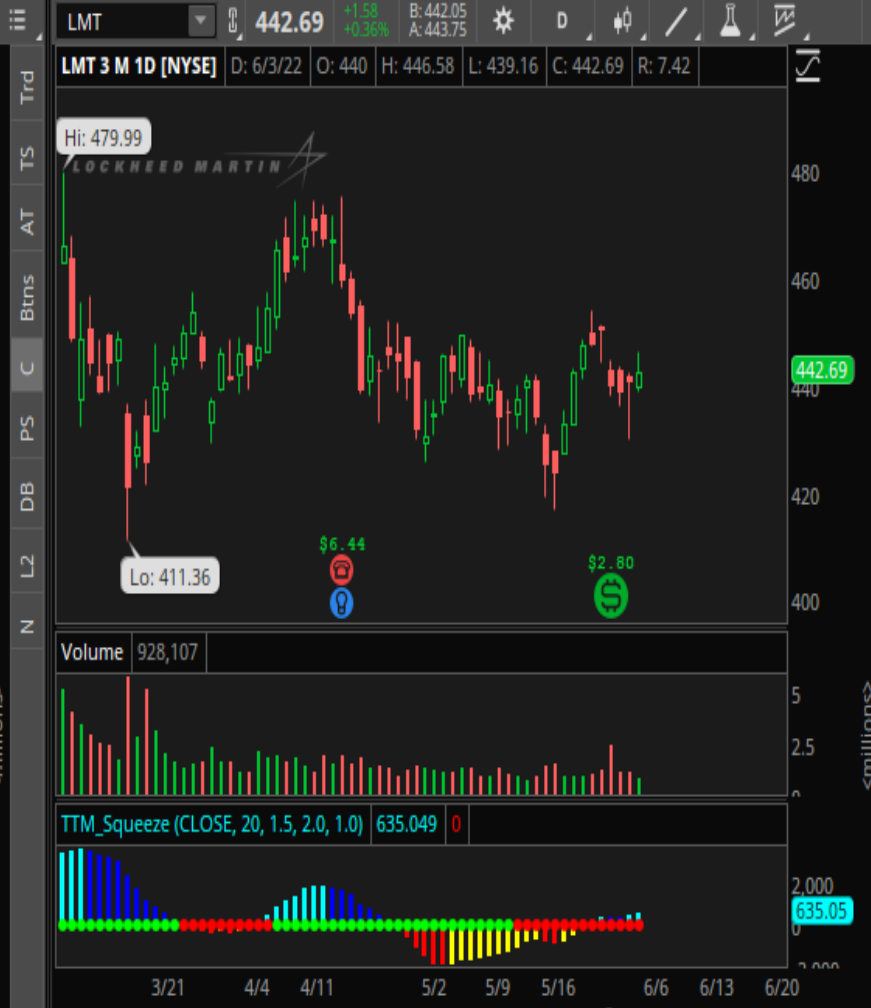 LMT
442.69
+1.58
+0.36%
B: 442.05
A: 443.75
D
LMT 3 M 1D [NYSE]
D: 6/3/22
O: 440
H: 446.58
L: 439.16
C: 442.69
R: 7.42
Trd
TS
AT
Btns
C
PS
DB
L2
N
Hi: 479.99
LOCKHEED MARTIN
480
460
442.69
440
420
400
Lo: 411.36
$6.44
$2.80
Volume
928,107
5
2.5
<millions>
TTM_Squeeze (CLOSE, 20, 1.5, 2.0, 1.0)
635.049
0
2,000
635.05
0
3/21
4/4
4/11
5/2
5/9
5/16
6/6
6/13
6/20